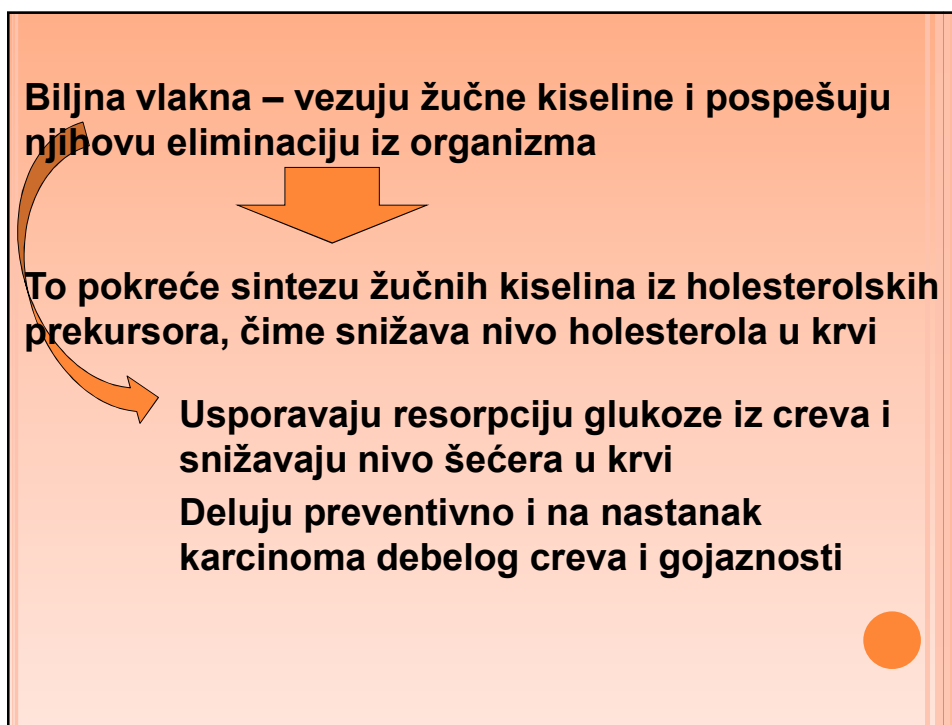 Biljna vlakna – vezuju žučne kiseline i pospešuju
njihovu eliminaciju iz organizma
To pokreće sintezu žučnih kiselina iz holesterolskih
prekursora, čime snižava nivo holesterola u krvi
Usporavaju resorpciju glukoze iz creva i
snižavaju nivo šećera u krvi
Deluju preventivno i na nastanak
karcinoma debelog creva i gojaznosti